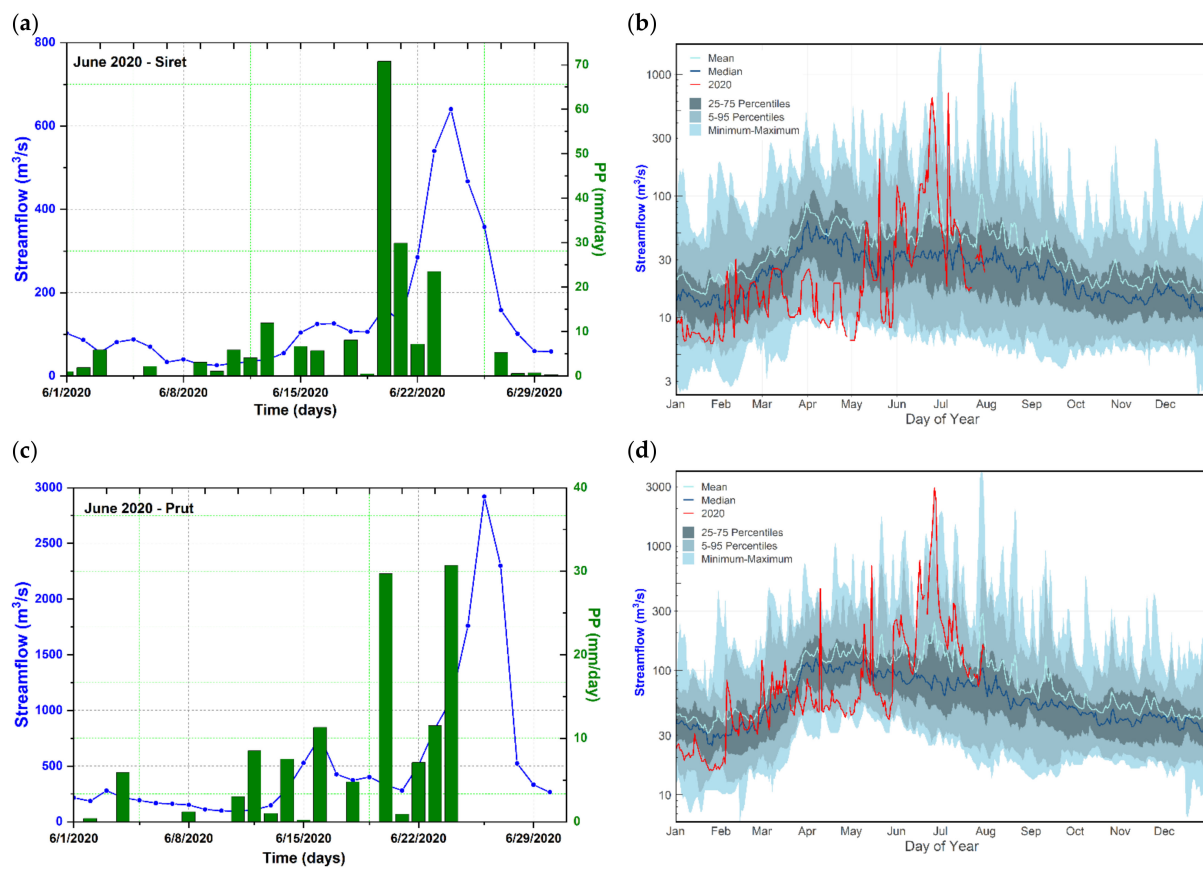 (a)
June 2020 - Siret
Streamflow (m³/s)
800
600
400
200
0
PP (mm/day)
70
60
50
40
30
20
10
0
6/1/2020 6/8/2020 6/15/2020 6/22/2020 6/29/2020
Time (days)
(b)
Mean
Median
2020
25-75 Percentiles
5-95 Percentiles
Minimum-Maximum
Streamflow (m³/s)
1000
300
100
30
10
3
Jan Feb Mar Apr May Jun Jul Aug Sep Oct Nov Dec
Day of Year
(c)
June 2020 - Prut
Streamflow (m³/s)
3000
2500
2000
1500
1000
500
0
PP (mm/day)
40
30
20
10
0
6/1/2020 6/8/2020 6/15/2020 6/22/2020 6/29/2020
Time (days)
(d)
Mean
Median
2020
25-75 Percentiles
5-95 Percentiles
Minimum-Maximum
Streamflow (m³/s)
3000
1000
300
100
30
10
Jan Feb Mar Apr May Jun Jul Aug Sep Oct Nov Dec
Day of Year